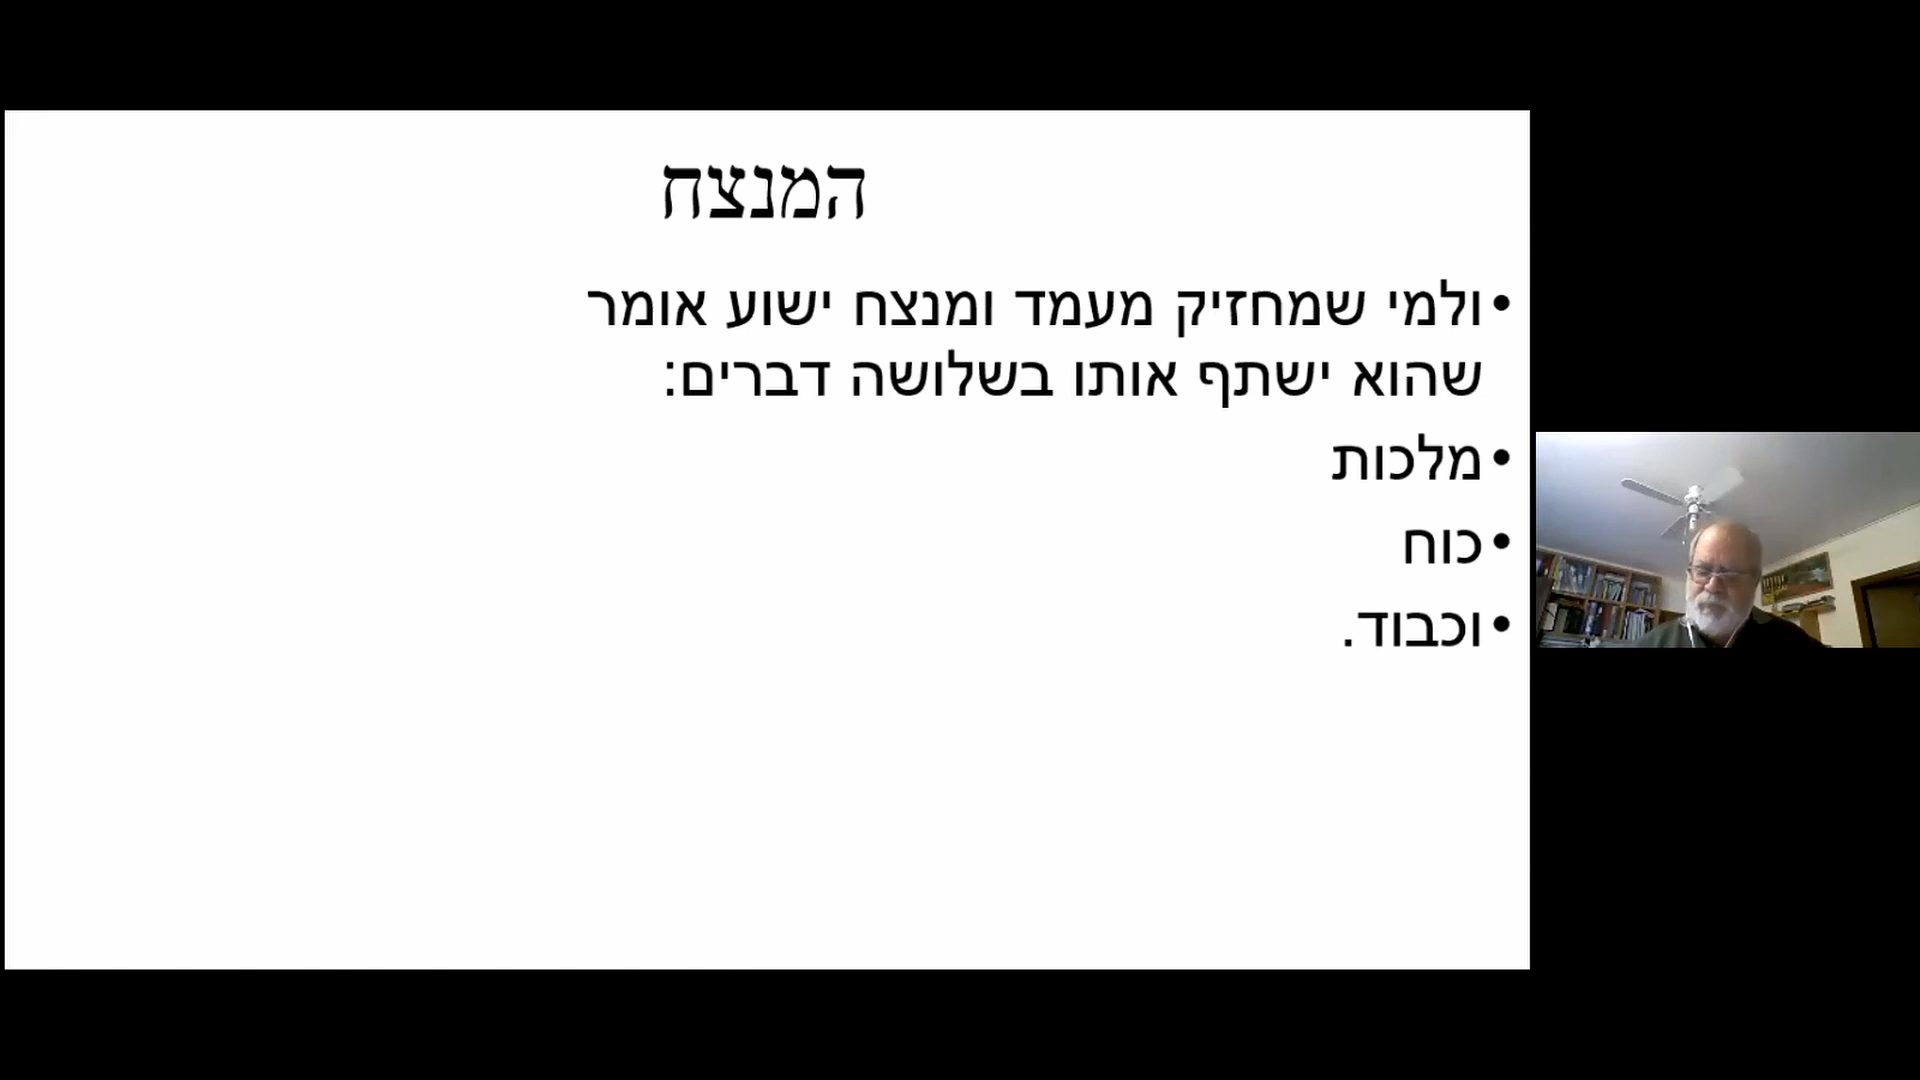 המנצח
•ולמי שמחזיק מעמד ומנצח ישוע אומר
שהוא ישתף אותו בשלושה דברים:
•מלכות
•כוח
•וכבוד.